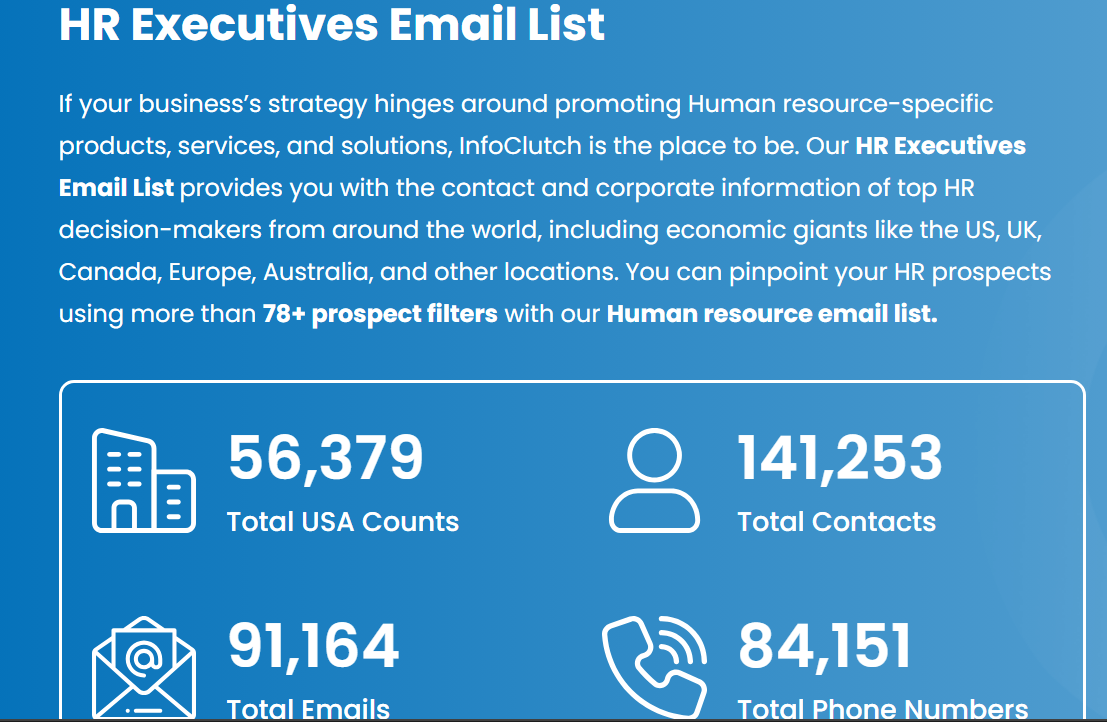 HR Executives Email List
If your business’s strategy hinges around promoting Human resource-specific
products, services, and solutions, InfoClutch is the place to be. Our HR Executives
Email List provides you with the contact and corporate information of top HR
decision-makers from around the world, including economic giants like the US, UK,
Canada, Europe, Australia, and other locations. You can pinpoint your HR prospects
using more than 78+ prospect filters with our Human resource email list.
56,379
Total USA Counts
141,253
Total Contacts
91,164
Total Emails
84,151
Total Phone Numbers